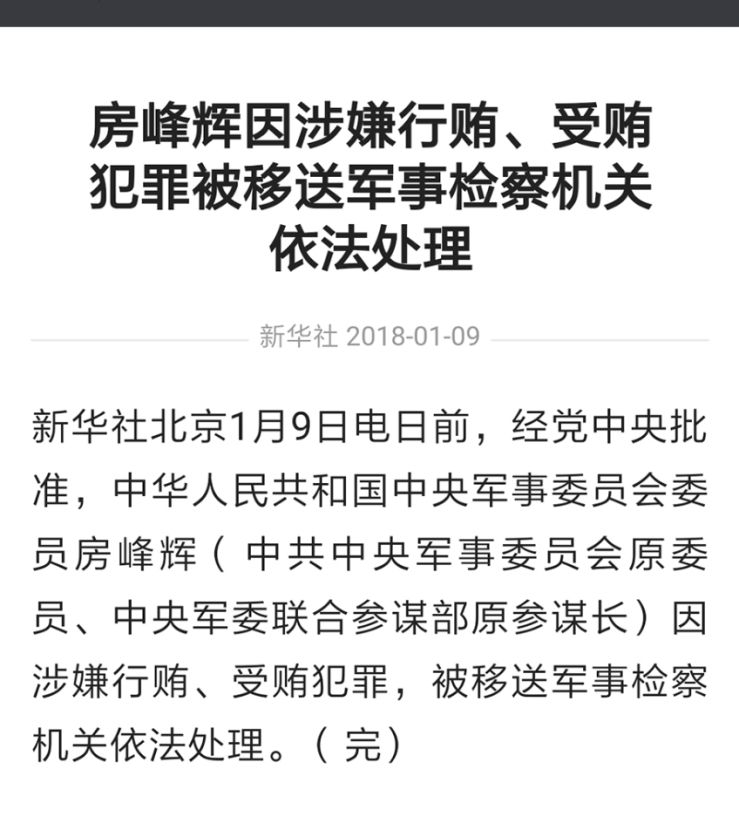 房峰辉因涉嫌行贿、受贿
犯罪被移送军事检察机关
依法处理
新华社 2018-01-09
新华社北京1月9日电日前，经党中央批
准，中华人民共和国中央军事委员会委
员房峰辉（中共中央军事委员会原委
员、中央军委联合参谋部原参谋长）因
涉嫌行贿、受贿犯罪，被移送军事检察
机关依法处理。（完）